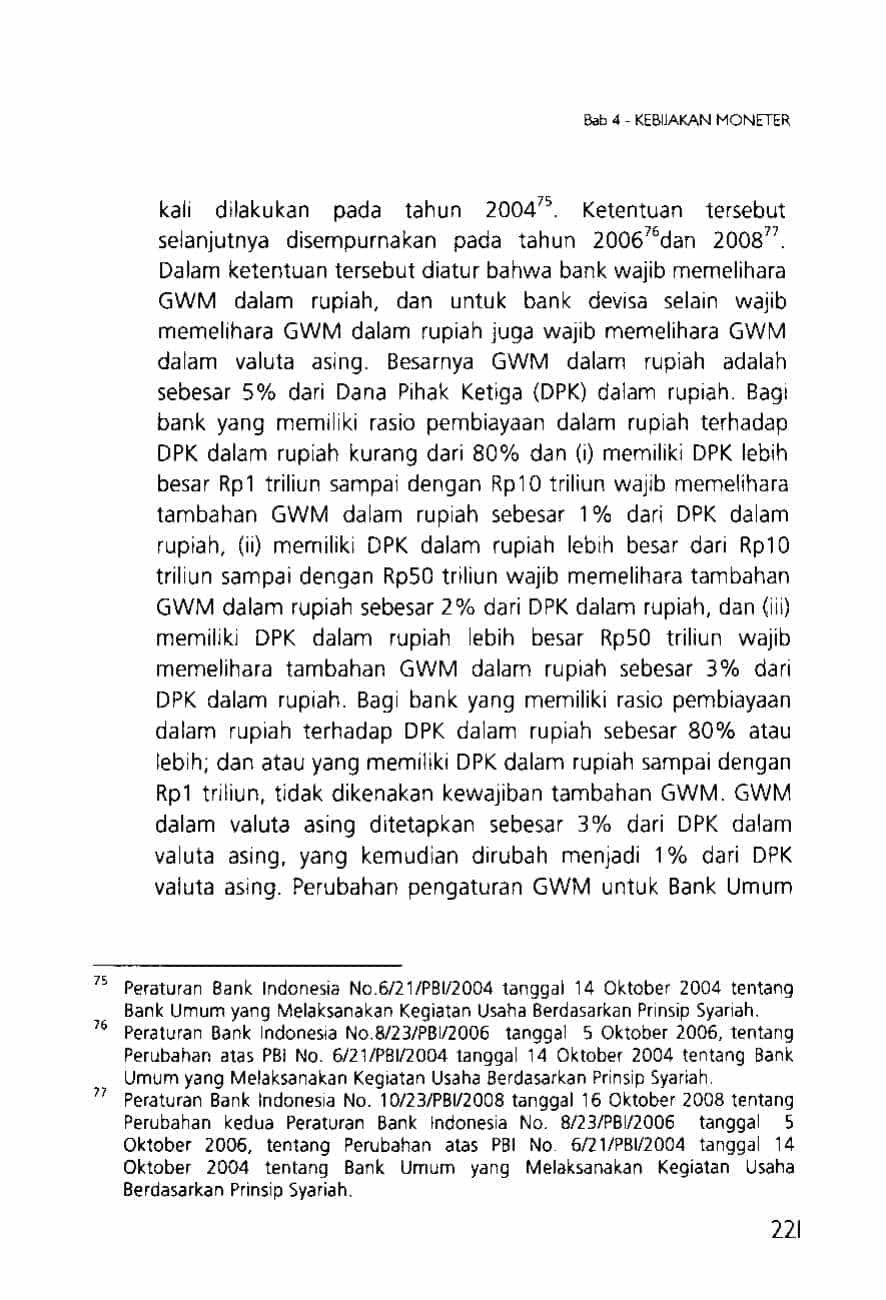 Bab 4 - KEBIJAKAN MONETER
kali dilakukan pada tahun 2004⁷⁵. Ketentuan tersebut
selanjutnya disempurnakan pada tahun 2006⁷⁶dan 2008⁷⁷.
Dalam ketentuan tersebut diatur bahwa bank wajib memelihara
GWM dalam rupiah, dan untuk bank devisa selain wajib
memelihara GWM dalam rupiah juga wajib memelihara GWM
dalam valuta asing. Besarnya GWM dalam rupiah adalah
sebesar 5% dari Dana Pihak Ketiga (DPK) dalam rupiah. Bagi
bank yang memiliki rasio pembiayaan dalam rupiah terhadap
DPK dalam rupiah kurang dari 80% dan (i) memiliki DPK lebih
besar Rp1 triliun sampai dengan Rp10 triliun wajib memelihara
tambahan GWM dalam rupiah sebesar 1% dari DPK dalam
rupiah, (ii) memiliki DPK dalam rupiah lebih besar dari Rp10
triliun sampai dengan Rp50 triliun wajib memelihara tambahan
GWM dalam rupiah sebesar 2% dari DPK dalam rupiah, dan (iii)
memiliki DPK dalam rupiah lebih besar Rp50 triliun wajib
memelihara tambahan GWM dalam rupiah sebesar 3% dari
DPK dalam rupiah. Bagi bank yang memiliki rasio pembiayaan
dalam rupiah terhadap DPK dalam rupiah sebesar 80% atau
lebih; dan atau yang memiliki DPK dalam rupiah sampai dengan
Rp1 triliun, tidak dikenakan kewajiban tambahan GWM. GWM
dalam valuta asing ditetapkan sebesar 3% dari DPK dalam
valuta asing, yang kemudian dirubah menjadi 1% dari DPK
valuta asing. Perubahan pengaturan GWM untuk Bank Umum
⁷⁵ Peraturan Bank Indonesia No.6/21/PBI/2004 tanggal 14 Oktober 2004 tentang
Bank Umum yang Melaksanakan Kegiatan Usaha Berdasarkan Prinsip Syariah.
⁷⁶ Peraturan Bank Indonesia No.8/23/PBI/2006 tanggal 5 Oktober 2006, tentang
Perubahan atas PBI No. 6/21/PBI/2004 tanggal 14 Oktober 2004 tentang Bank
Umum yang Melaksanakan Kegiatan Usaha Berdasarkan Prinsip Syariah.
⁷⁷ Peraturan Bank Indonesia No. 10/23/PBI/2008 tanggal 16 Oktober 2008 tentang
Perubahan kedua Peraturan Bank Indonesia No. 8/23/PBI/2006 tanggal 5
Oktober 2006, tentang Perubahan atas PBI No. 6/21/PBI/2004 tanggal 14
Oktober 2004 tentang Bank Umum yang Melaksanakan Kegiatan Usaha
Berdasarkan Prinsip Syariah.
221